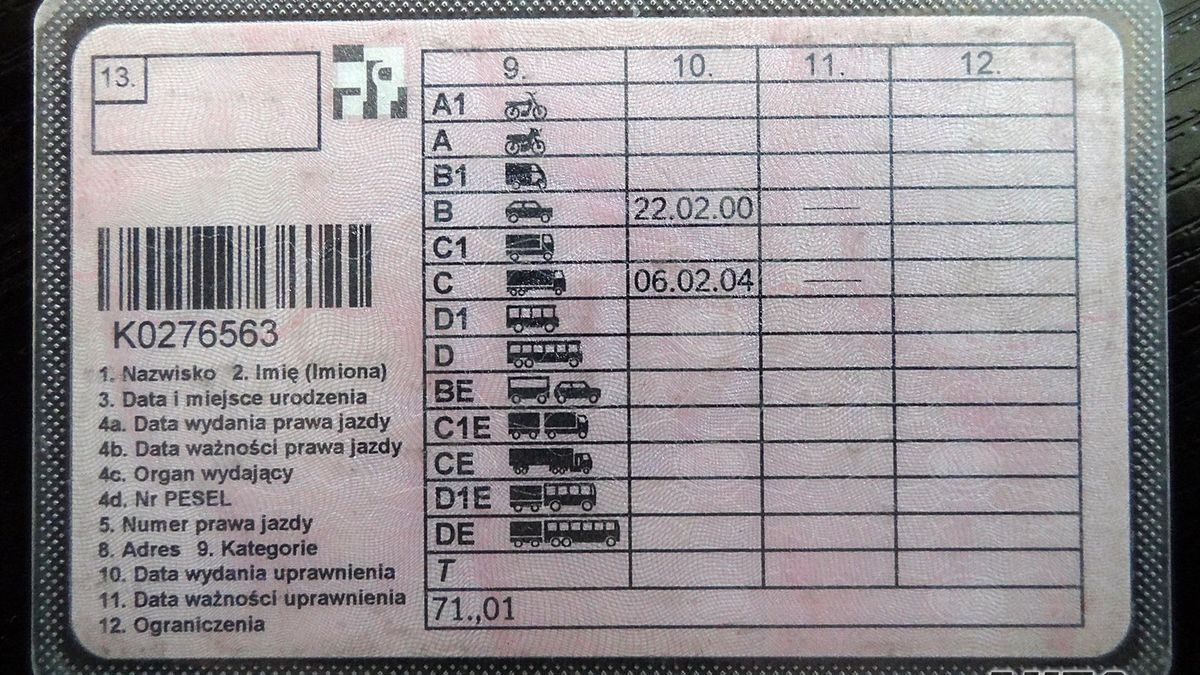 13.
K0276563
1. Nazwisko 2. Imię (Imiona)
3. Data i miejsce urodzenia
4a. Data wydania prawa jazdy
4b. Data ważności prawa jazdy
4c. Organ wydający
4d. Nr PESEL
5. Numer prawa jazdy
8. Adres 9. Kategorie
10. Data wydania uprawnienia
11. Data ważności uprawnienia
12. Ograniczenia
9. 10. 11. 12.
A1
A
B1
B 22.02.00 —
C1
C 06.02.04 —
D1
D
BE
C1E
CE
D1E
DE
T
71.,01